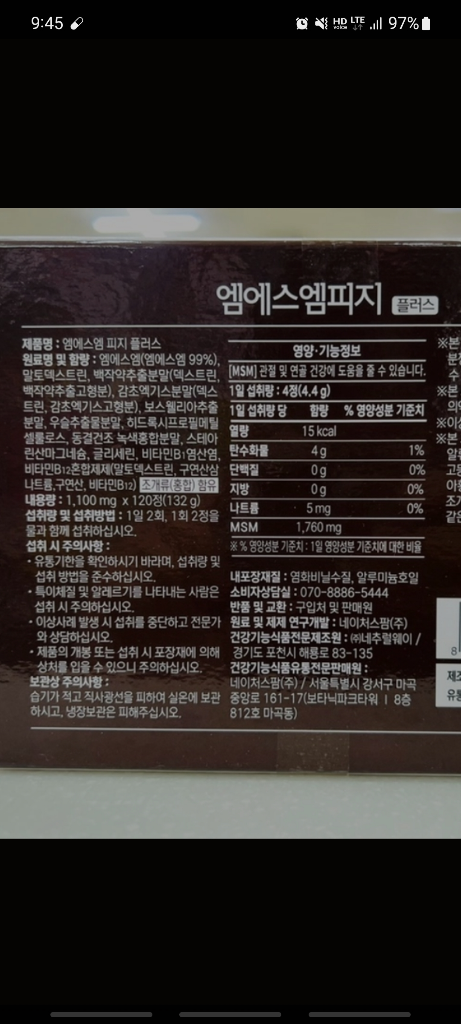 9:45
HD voice LTE 97%
엠에스엠피지 플러스
제품명 : 엠에스엠 피지 플러스
원료명 및 함량 : 엠에스엠(엠에스엠 99%),
말토덱스트린, 백작약추출분말(덱스트린,
백작약추출고형분), 감초엑기스분말(덱스
트린, 감초엑기스고형분), 보스웰리아추출
분말, 우슬추출물분말, 히드록시프로필메틸
셀룰로스, 동결건조 녹색홍합분말, 스테아
린산마그네슘, 글리세린, 비타민B1염산염,
비타민B12혼합제제(말토덱스트린, 구연산삼
나트륨,구연산, 비타민B12) 조개류(홍합) 함유
내용량 : 1,100 mg x 120정(132 g)
섭취량 및 섭취방법 : 1일 2회, 1회 2정을
물과 함께 섭취하십시오.
섭취 시 주의사항 :
· 유통기한을 확인하시기 바라며, 섭취량 및
섭취 방법을 준수하십시오.
· 특이체질 및 알레르기를 나타내는 사람은
섭취 시 주의하십시오.
· 이상사례 발생 시 섭취를 중단하고 전문가
와 상담하십시오.
· 제품의 개봉 또는 섭취 시 포장재에 의해
상처를 입을 수 있으니 주의하십시오.
보관상 주의사항 :
습기가 적고 직사광선을 피하여 실온에 보관
하시고, 냉장보관은 피해주십시오.
영양·기능정보
[MSM] 관절 및 연골 건강에 도움을 줄 수 있습니다.
1일 섭취량 : 4정(4.4 g)
1일 섭취량 당 함량 % 영양성분 기준치
열량 15 kcal
탄수화물 4 g 1%
단백질 0 g 0%
지방 0 g 0%
나트륨 5 mg 0%
MSM 1,760 mg
※ % 영양성분 기준치 : 1일 영양성분 기준치에 대한 비율
내포장재질 : 염화비닐수질, 알루미늄호일
소비자상담실 : 070-8886-5444
반품 및 교환 : 구입처 및 판매원
원료 및 제제 연구개발 : 네이처스팜(주)
건강기능식품전문제조원 : ㈜네추럴웨이 /
경기도 포천시 해룡로 83-135
건강기능식품유통전문판매원 :
네이처스팜(주) / 서울특별시 강서구 마곡
중앙로 161-17(보타닉파크타워 1 8층
812호 마곡동)
※본
※본
※이
※본
8
제조
유통